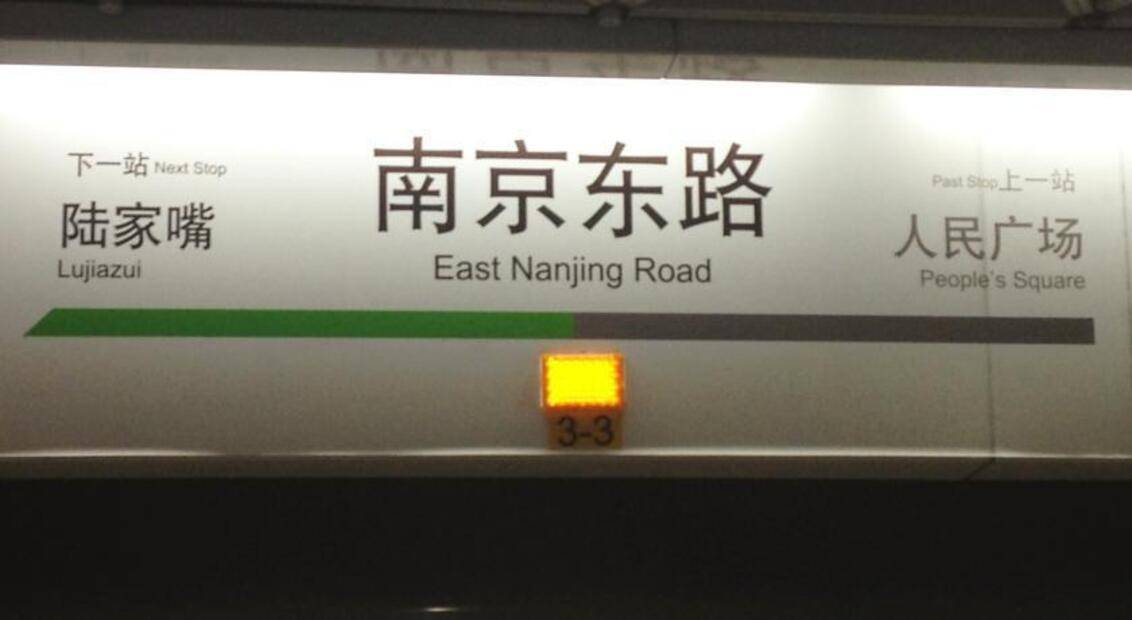 下一站 Next Stop
陆家嘴
Lujiazui
南京东路
East Nanjing Road
Past Stop上一站
人民广场
People's Square
3-3